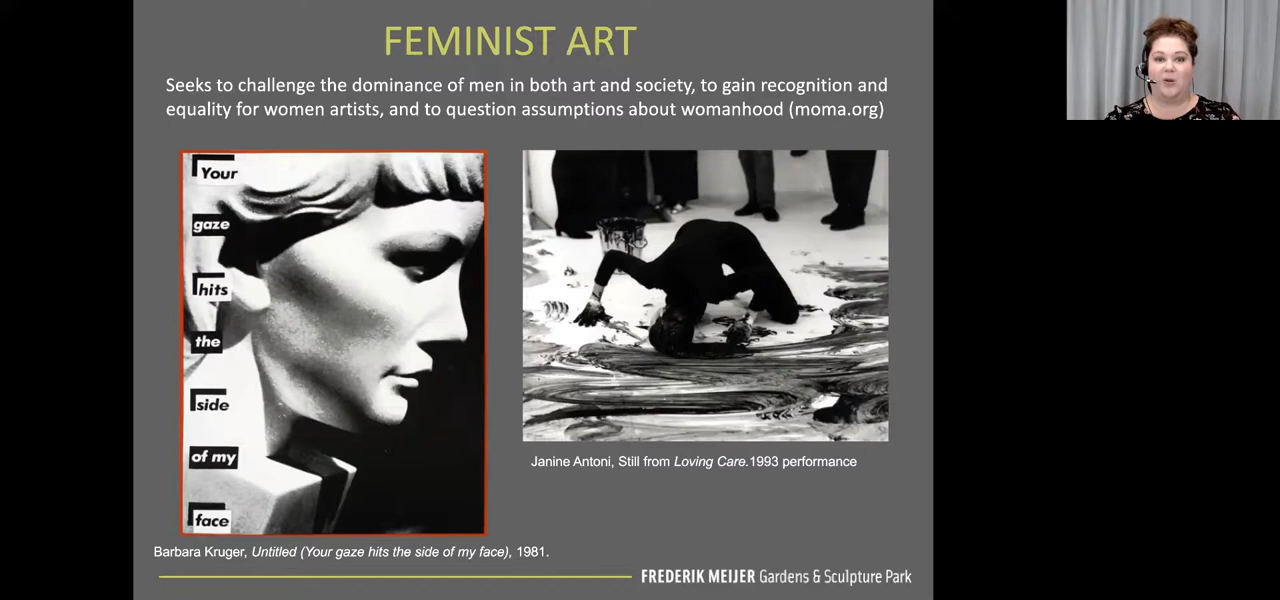 FEMINIST ART
Seeks to challenge the dominance of men in both art and society, to gain recognition and
equality for women artists, and to question assumptions about womanhood (moma.org)
Your
gaze
hits
the
side
of my
face
Janine Antoni, Still from Loving Care.1993 performance
Barbara Kruger, Untitled (Your gaze hits the side of my face), 1981.
FREDERIK MEIJER Gardens & Sculpture Park